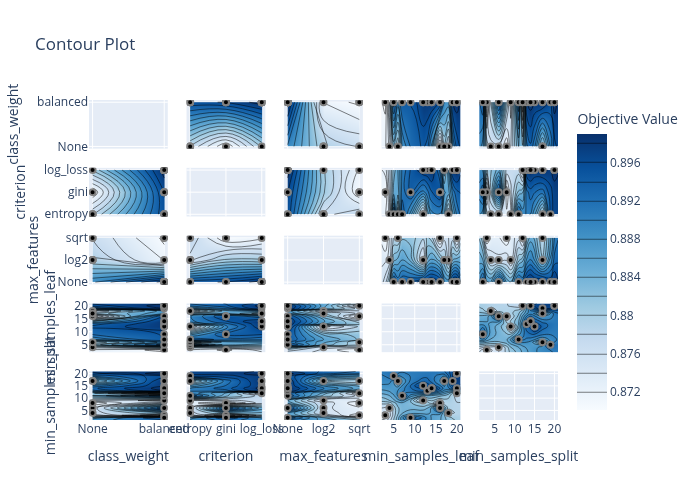 Contour Plot
Objective Value
class_weight
balanced
None
criterion
log_loss
gini
entropy
max_features
sqrt
log2
None
min_samples_leaf
20
15
10
5
min_samples_split
20
15
10
5
0.896
0.892
0.888
0.884
0.88
0.876
0.872
None balanced entropy gini log_loss None log2 sqrt 5 10 15 20 5 10 15 20
class_weight criterion max_features min_samples_leaf min_samples_split